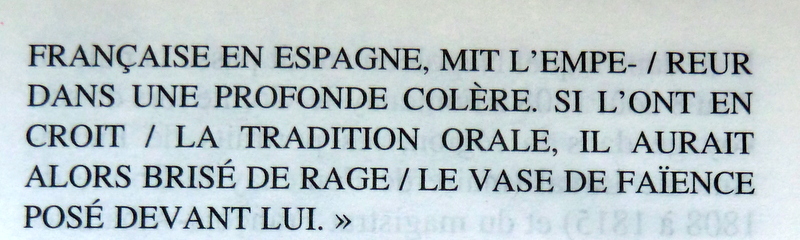 FRANÇAISE EN ESPAGNE, MIT L'EMPE- / REUR
DANS UNE PROFONDE COLÈRE. SI L'ONT EN
CROIT / LA TRADITION ORALE, IL AURAIT
ALORS BRISÉ DE RAGE / LE VASE DE FAÏENCE
POSÉ DEVANT LUI. »